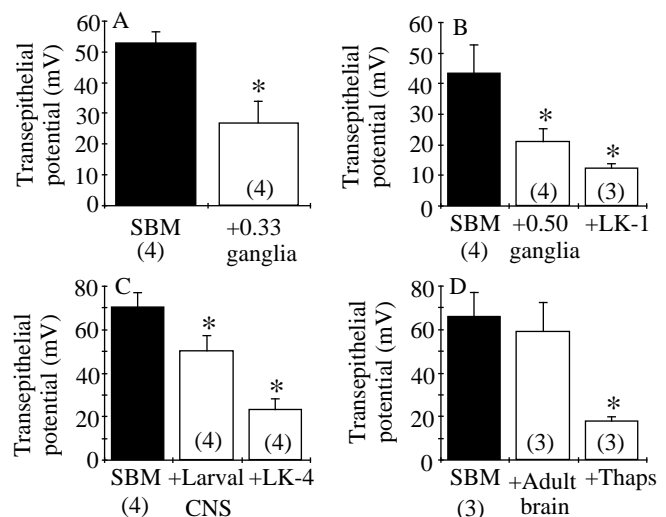 A
Transepithelial
potential (mV)
60
50
40
30
20
10
0
*
(4)
SBM
(4)
+0.33
ganglia
B
Transepithelial
potential (mV)
60
50
40
30
20
10
0
*
*
(4)
(3)
SBM +0.50 +LK-1
(4) ganglia
C
Transepithelial
potential (mV)
80
60
40
20
0
*
*
(4)
(4)
SBM +Larval +LK-4
(4) CNS
D
Transepithelial
potential (mV)
80
60
40
20
0
*
(3)
(3)
SBM +Adult +Thaps
(3) brain